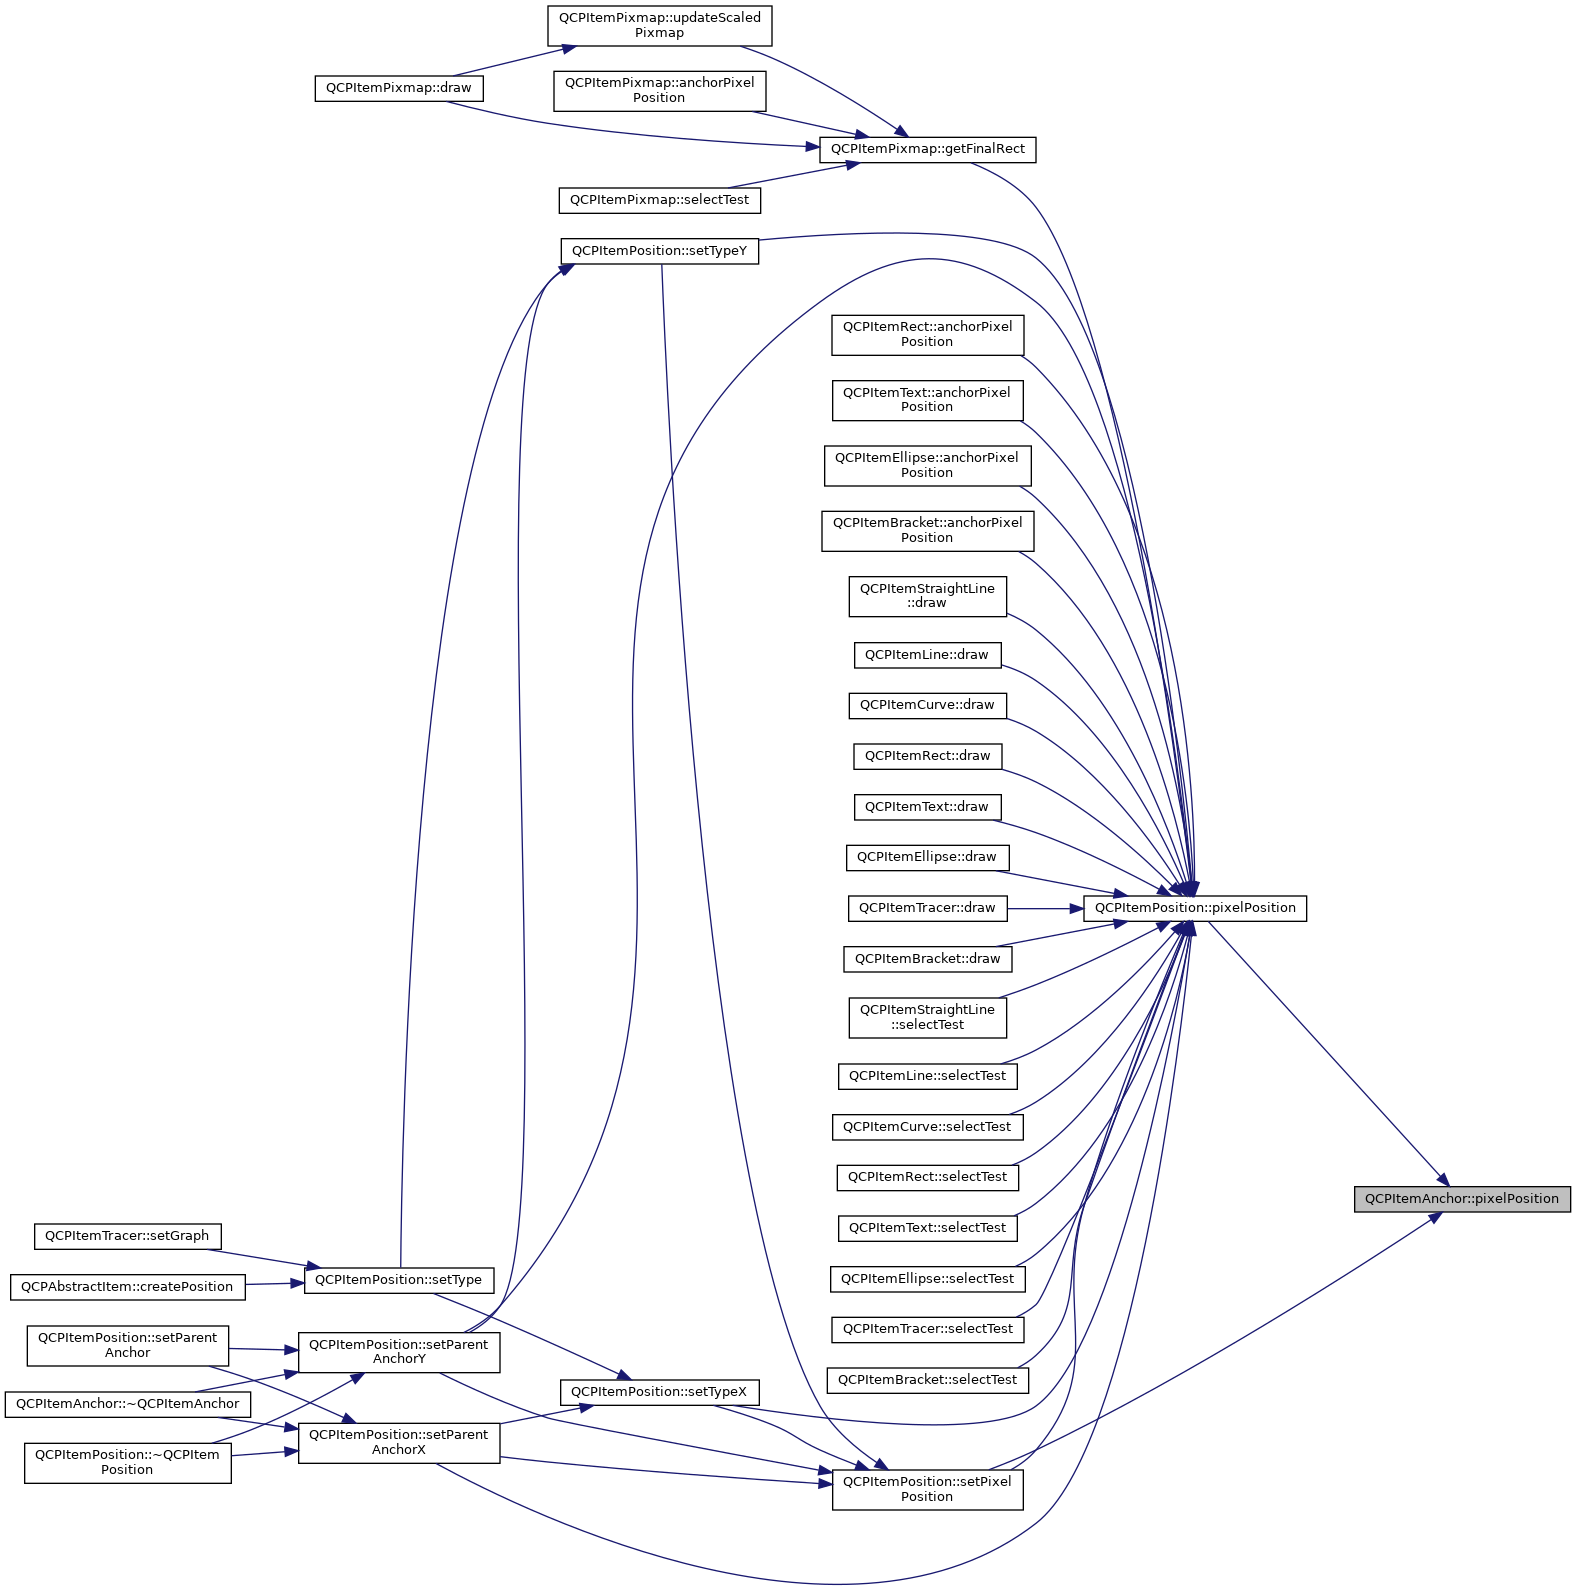 QCPItemPixmap::updateScaled
Pixmap
QCPItemPixmap::draw
QCPItemPixmap::anchorPixel
Position
QCPItemPixmap::getFinalRect
QCPItemPixmap::selectTest
QCPItemPosition::setTypeY
QCPItemRect::anchorPixel
Position
QCPItemText::anchorPixel
Position
QCPItemEllipse::anchorPixel
Position
QCPItemBracket::anchorPixel
Position
QCPItemStraightLine
::draw
QCPItemLine::draw
QCPItemCurve::draw
QCPItemRect::draw
QCPItemText::draw
QCPItemEllipse::draw
QCPItemTracer::draw
QCPItemPosition::pixelPosition
QCPItemBracket::draw
QCPItemStraightLine
::selectTest
QCPItemLine::selectTest
QCPItemCurve::selectTest
QCPItemRect::selectTest
QCPItemAnchor::pixelPosition
QCPItemText::selectTest
QCPItemTracer::setGraph
QCPItemPosition::setType
QCPItemEllipse::selectTest
QCPAbstractItem::createPosition
QCPItemTracer::selectTest
QCPItemPosition::setParent
Anchor
QCPItemPosition::setParent
AnchorY
QCPItemBracket::selectTest
QCPItemAnchor::~QCPItemAnchor
QCPItemPosition::setTypeX
QCPItemPosition::setParent
AnchorX
QCPItemPosition::~QCPItem
Position
QCPItemPosition::setPixel
Position